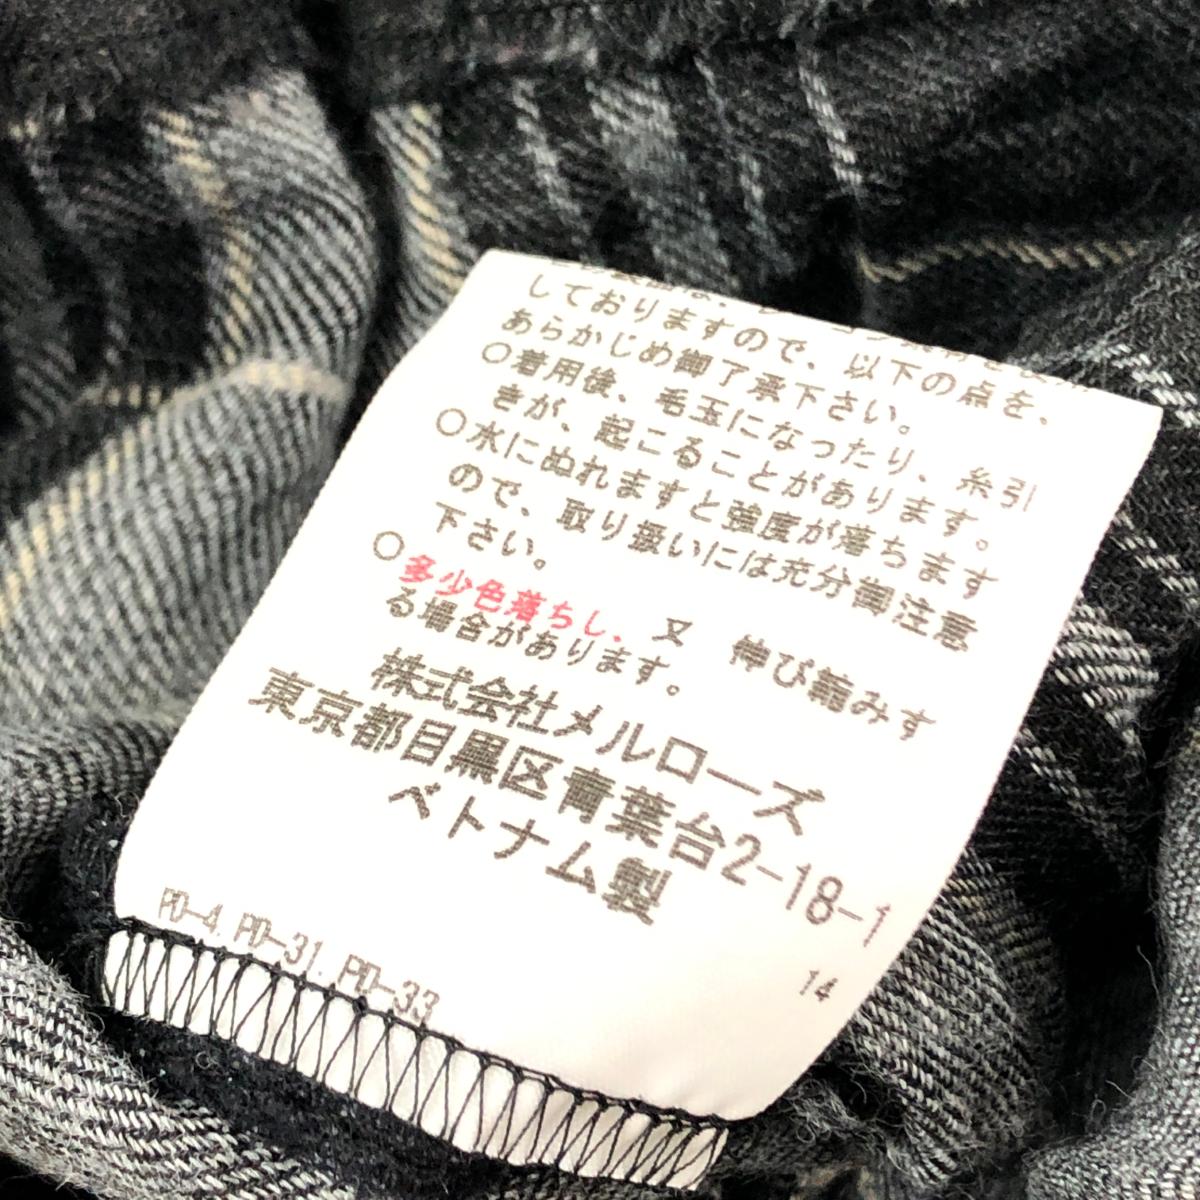 しておりますので、以下の点を、
あらかじめ御了承下さい。
○着用後、毛玉になったり、糸引
きが、起こることがあります。
○水にぬれますと強度が落ちます
ので、取り扱いには充分御注意
下さい。
○多少色落ちし、又 伸び縮みす
る場合があります。
株式会社メルローズ
東京都目黒区青葉台2-18-1
ベトナム製
14
PD-4,PD-31,PD-33